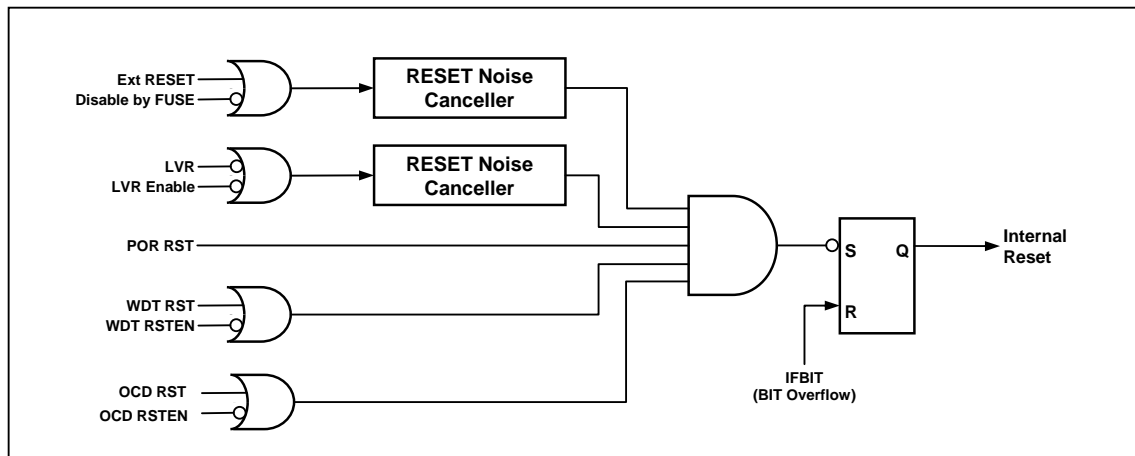 Ext RESET
Disable by FUSE
RESET Noise
Canceller
LVR
LVR Enable
RESET Noise
Canceller
POR RST
WDT RST
WDT RSTEN
OCD RST
OCD RSTEN
S
Q
R
Internal
Reset
IFBIT
(BIT Overflow)